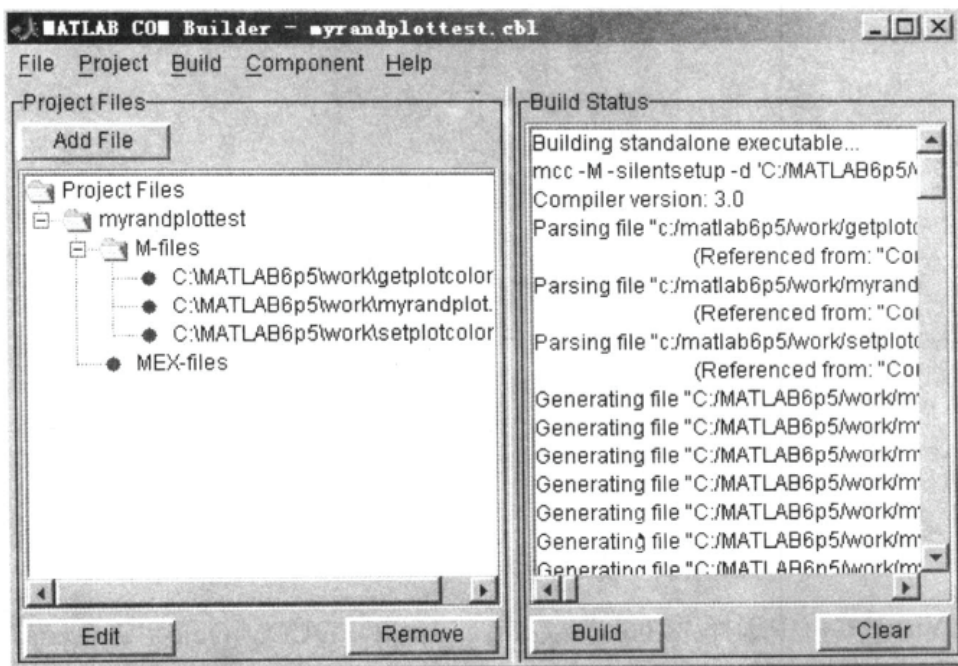 MATLAB COM Builder - myrandplottest.cbl
File Project Build Component Help
Project Files
Add File
Project Files
myrandplottest
M-files
C:\MATLAB6p5\work\getplotcolor
C:\MATLAB6p5\work\myrandplot.
C:\MATLAB6p5\work\setplotcolor
MEX-files
Edit Remove
Build Status
Building standalone executable...
mcc -M -silentsetup -d 'C:/MATLAB6p5/
Compiler version: 3.0
Parsing file "c:/matlab6p5/work/getplotc
(Referenced from: "Co
Parsing file "c:/matlab6p5/work/myrand
(Referenced from: "Co
Parsing file "c:/matlab6p5/work/setplotc
(Referenced from: "Co
Generating file "C:/MATLAB6p5/work/m
Generating file "C:/MATLAB6p5/work/m
Generating file "C:/MATLAB6p5/work/m
Generating file "C:/MATLAB6p5/work/m
Generating file "C:/MATLAB6p5/work/m
Generating file "C:/MATLAB6p5/work/m
Generating file "C:/MATLAB6p5/work/m
Build Clear